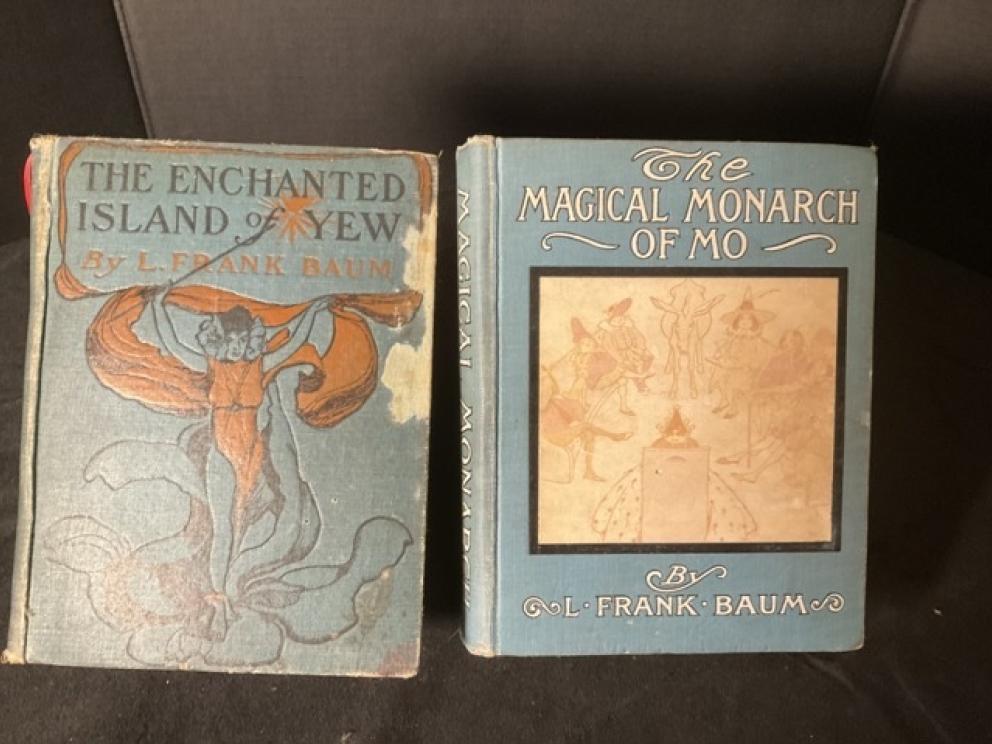 THE ENCHANTED
ISLAND of YEW
By L. FRANK BAUM
MAGICAL MONARCH
The
MAGICAL MONARCH
OF MO
By
L · FRANK · BAUM